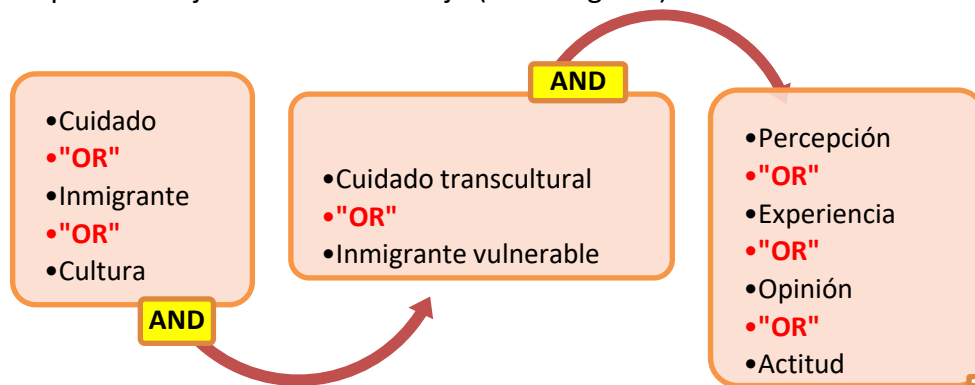 •Cuidado
•"OR"
•Inmigrante
•"OR"
•Cultura
AND
•Cuidado transcultural
•"OR"
•Inmigrante vulnerable
AND
•Percepción
•"OR"
•Experiencia
•"OR"
•Opinión
•"OR"
•Actitud